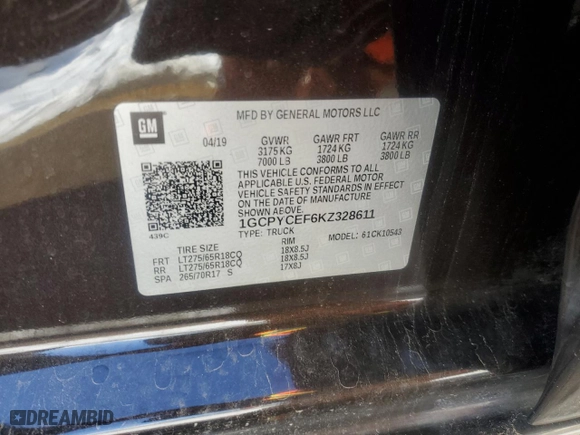 GM
MFD BY GENERAL MOTORS LLC
04/19
GVWR GAWR FRT GAWR RR
3175 KG 1724 KG 1724 KG
7000 LB 3800 LB 3800 LB
THIS VEHICLE CONFORMS TO ALL
APPLICABLE U.S. FEDERAL MOTOR
VEHICLE SAFETY STANDARDS IN EFFECT
ON THE DATE OF MANUFACTURE
SHOWN ABOVE.
1GCPYCEF6KZ328611
TYPE: TRUCK MODEL: 61CK10543
439C
TIRE SIZE RIM
FRT LT275/65R18CQ 18X8.5J
RR LT275/65R18CQ 18X8.5J
SPA 265/70R17 S 17X8J
DREAMBID